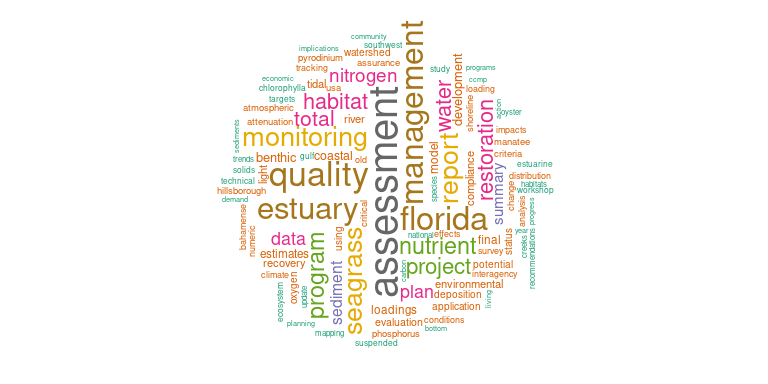 community
southwest
implications
watershed
pyrodinium
assurance
tracking
nitrogen
study
programs
economic
chlorophylla
tidal
usa
ccmp
loading
targets
habitat
development
management
atmospheric
total
river
water
shoreline
action
oyster
attenuation
monitoring
restoration
impacts
sediments
manatee
model
report
criteria
trends
benthic
gulf
coastal
old
assessment
solids
quality
light
compliance
estuarine
technical
species
distribution
hillsborough
habitats
workshop
demand
estuary
critical
florida
summary
change
analysis
progress
bahamense
numeric
data
program
using
seagrass
national
effects
nutrient
final
status
year
creeks
recommendations
estimates
survey
recovery
sediment
carbon
project
potential
climate
oxygen
interagency
ecosystem
update
plan
environmental
deposition
living
loadings
application
planning
evaluation
conditions
mapping
phosphorus
bottom
suspended